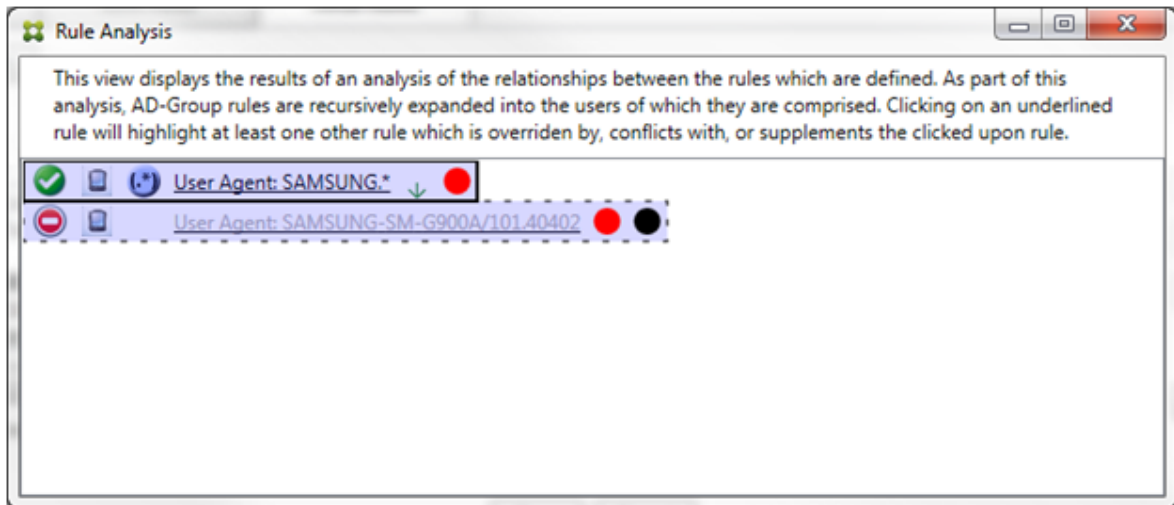 Rule Analysis
This view displays the results of an analysis of the relationships between the rules which are defined. As part of this
analysis, AD-Group rules are recursively expanded into the users of which they are comprised. Clicking on an underlined
rule will highlight at least one other rule which is overriden by, conflicts with, or supplements the clicked upon rule.
(.*) User Agent: SAMSUNG.*
User Agent: SAMSUNG-SM-G900A/101.40402